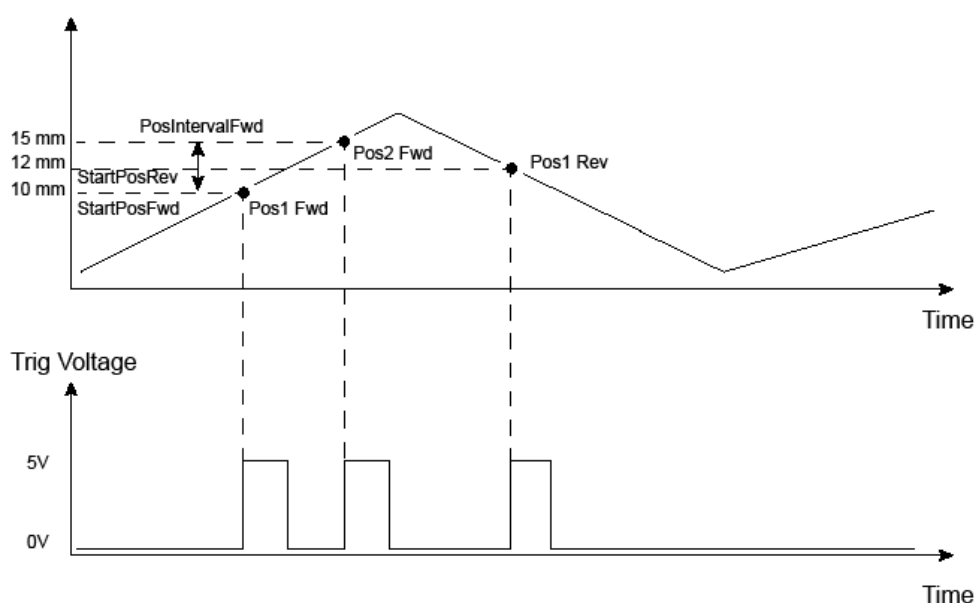 15 mm
PosIntervalFwd
Pos2 Fwd
12 mm
Pos1 Rev
StartPosRev
10 mm
StartPosFwd
Pos1 Fwd
Time
Trig Voltage
5V
0V
Time